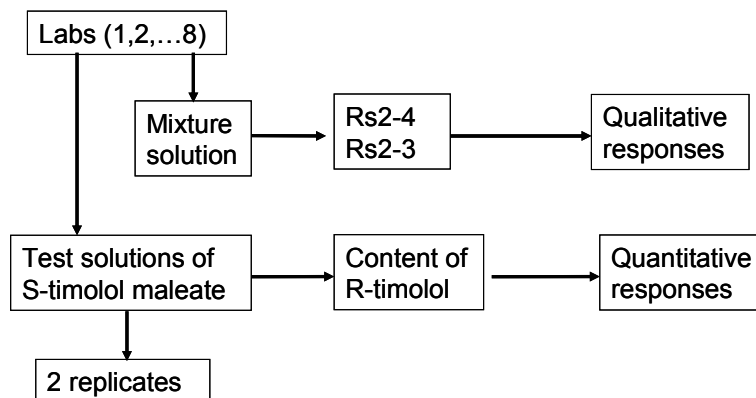 Labs (1,2,…8)
Mixture
solution
Rs2-4
Rs2-3
Qualitative
responses
Test solutions of
S-timolol maleate
Content of
R-timolol
Quantitative
responses
2 replicates